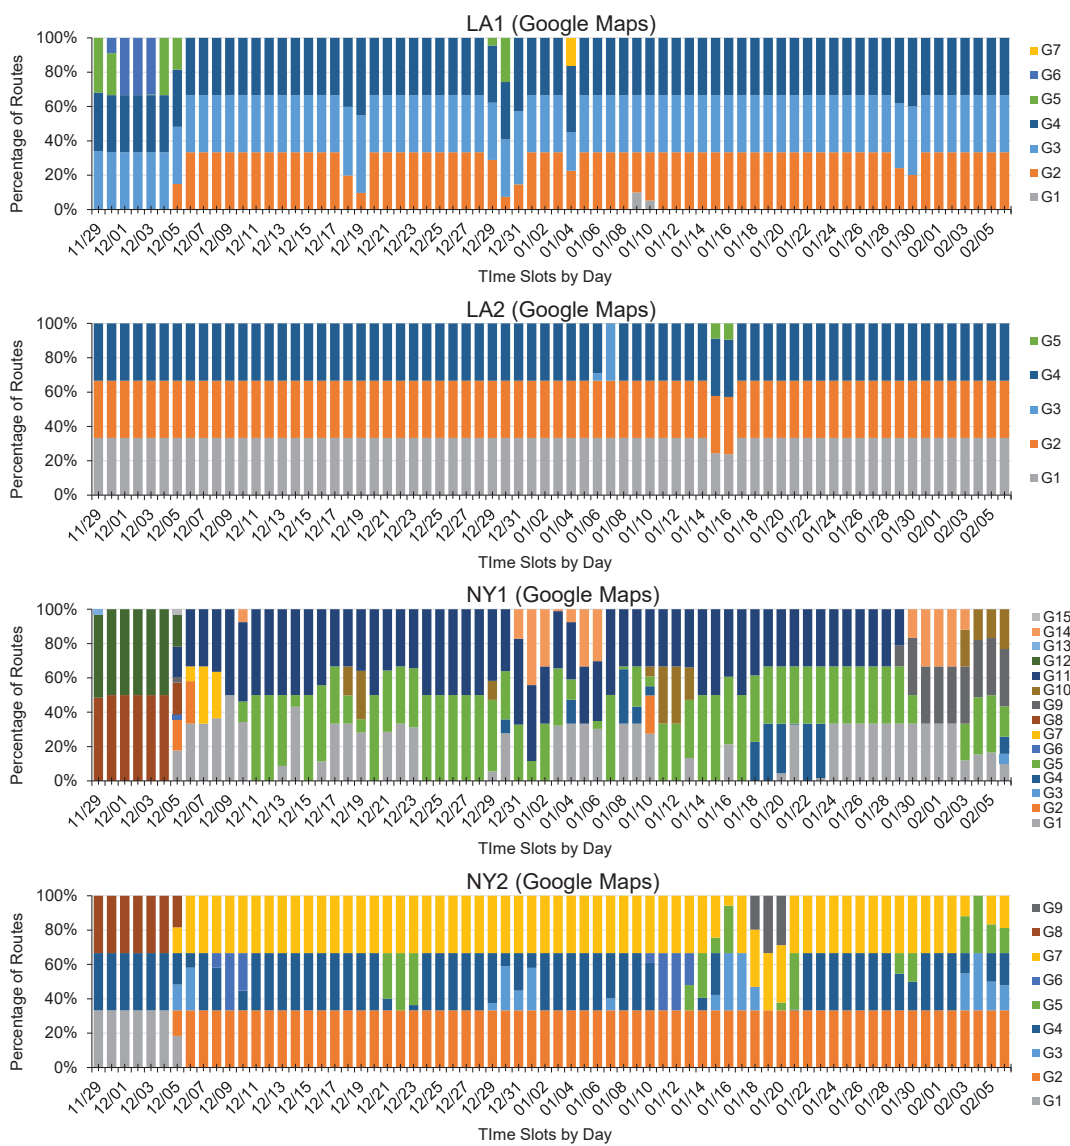 LA1 (Google Maps)
Percentage of Routes
100%
80%
60%
40%
20%
0%
11/29 12/01 12/03 12/05 12/07 12/09 12/11 12/13 12/15 12/17 12/19 12/21 12/23 12/25 12/27 12/29 12/31 01/02 01/04 01/06 01/08 01/10 01/12 01/14 01/16 01/18 01/20 01/22 01/24 01/26 01/28 01/30 02/01 02/03 02/05
TIme Slots by Day
G7
G6
G5
G4
G3
G2
G1
LA2 (Google Maps)
Percentage of Routes
100%
80%
60%
40%
20%
0%
11/29 12/01 12/03 12/05 12/07 12/09 12/11 12/13 12/15 12/17 12/19 12/21 12/23 12/25 12/27 12/29 12/31 01/02 01/04 01/06 01/08 01/10 01/12 01/14 01/16 01/18 01/20 01/22 01/24 01/26 01/28 01/30 02/01 02/03 02/05
TIme Slots by Day
G5
G4
G3
G2
G1
NY1 (Google Maps)
Percentage of Routes
100%
80%
60%
40%
20%
0%
11/29 12/01 12/03 12/05 12/07 12/09 12/11 12/13 12/15 12/17 12/19 12/21 12/23 12/25 12/27 12/29 12/31 01/02 01/04 01/06 01/08 01/10 01/12 01/14 01/16 01/18 01/20 01/22 01/24 01/26 01/28 01/30 02/01 02/03 02/05
TIme Slots by Day
G15
G14
G13
G12
G11
G10
G9
G8
G7
G6
G5
G4
G3
G2
G1
NY2 (Google Maps)
Percentage of Routes
100%
80%
60%
40%
20%
0%
11/29 12/01 12/03 12/05 12/07 12/09 12/11 12/13 12/15 12/17 12/19 12/21 12/23 12/25 12/27 12/29 12/31 01/02 01/04 01/06 01/08 01/10 01/12 01/14 01/16 01/18 01/20 01/22 01/24 01/26 01/28 01/30 02/01 02/03 02/05
TIme Slots by Day
G9
G8
G7
G6
G5
G4
G3
G2
G1